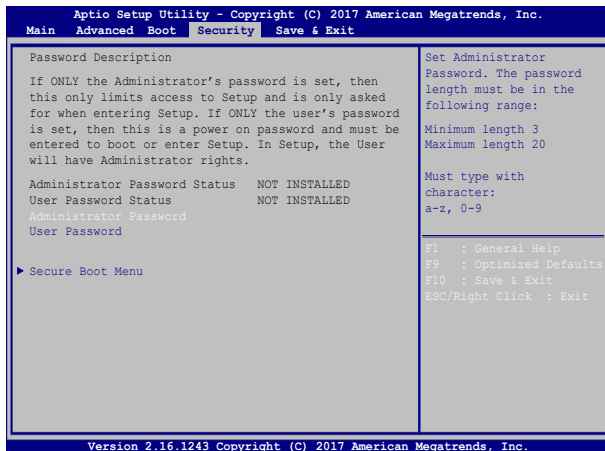 Aptio Setup Utility - Copyright (C) 2017 American Megatrends, Inc.
Main Advanced Boot Security Save & Exit
Password Description
If ONLY the Administrator's password is set, then
this only limits access to Setup and is only asked
for when entering Setup. If ONLY the user's password
is set, then this is a power on password and must be
entered to boot or enter Setup. In Setup, the User
will have Administrator rights.
Administrator Password Status NOT INSTALLED
User Password Status NOT INSTALLED
Administrator Password
User Password
Secure Boot Menu
Set Administrator
Password. The password
length must be in the
following range:
Minimum length 3
Maximum length 20
Must type with
character:
a-z, 0-9
F1 : General Help
F9 : Optimized Defaults
F10 : Save & Exit
ESC/Right Click : Exit
Version 2.16.1243 Copyright (C) 2017 American Megatrends, Inc.